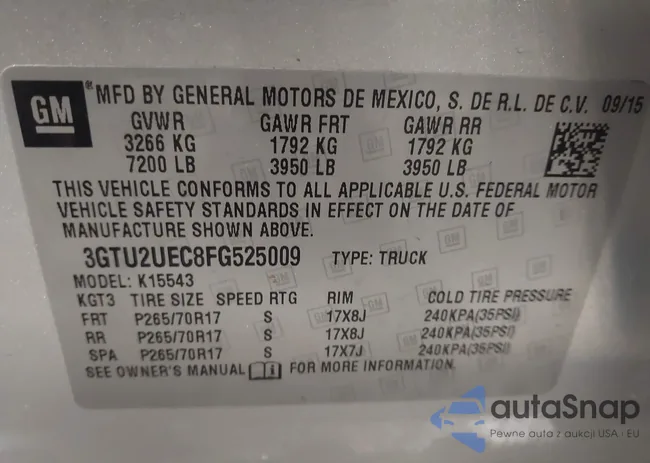 GM ® MFD BY GENERAL MOTORS DE MEXICO, S. DE R.L. DE C.V. 09/15
GVWR GAWR FRT GAWR RR
3266 KG 1792 KG 1792 KG
7200 LB 3950 LB 3950 LB
THIS VEHICLE CONFORMS TO ALL APPLICABLE U.S. FEDERAL MOTOR
VEHICLE SAFETY STANDARDS IN EFFECT ON THE DATE OF
MANUFACTURE SHOWN ABOVE.
3GTU2UEC8FG525009 TYPE: TRUCK
MODEL: K15543
KGT3 TIRE SIZE SPEED RTG RIM COLD TIRE PRESSURE
FRT P265/70R17 S 17X8J 240KPA(35PSI)
RR P265/70R17 S 17X8J 240KPA(35PSI)
SPA P265/70R17 S 17X7J 240KPA(35PSI)
SEE OWNER'S MANUAL i FOR MORE INFORMATION.
autaSnap
Pewne auta z aukcji USA · EU